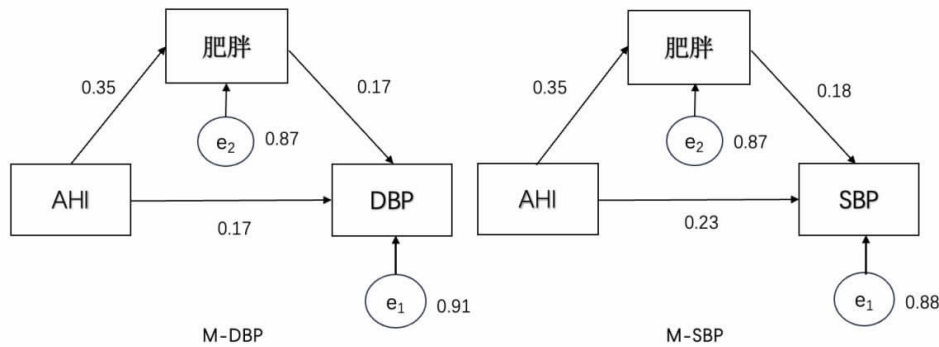 肥胖
0.35
0.17
e₂
0.87
AHI
DBP
0.17
e₁
0.91
M-DBP
肥胖
0.35
0.18
e₂
0.87
AHI
SBP
0.23
e₁
0.88
M-SBP